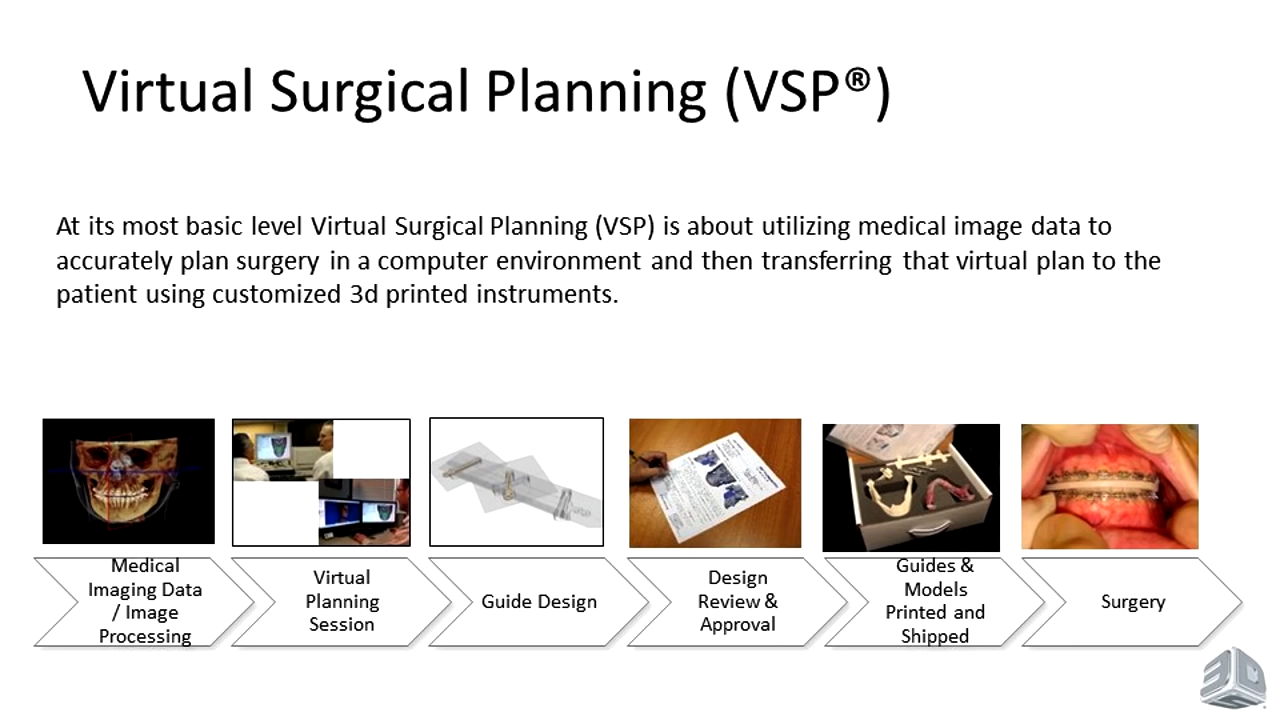 Virtual Surgical Planning (VSP®)
At its most basic level Virtual Surgical Planning (VSP) is about utilizing medical image data to
accurately plan surgery in a computer environment and then transferring that virtual plan to the
patient using customized 3d printed instruments.
Medical
Imaging Data
/ Image
Processing
Virtual
Planning
Session
Guide Design
Design
Review &
Approval
Guides &
Models
Printed and
Shipped
Surgery
3D